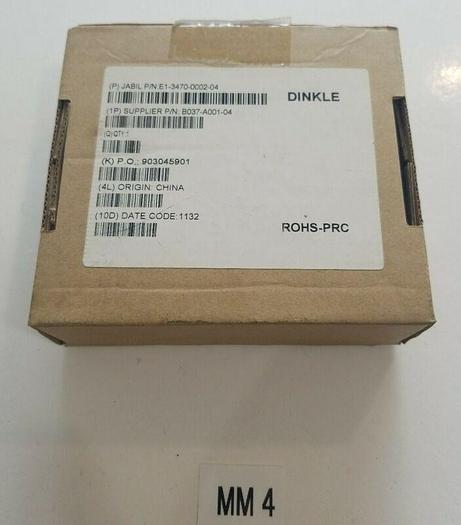 (P) JABIL P/N:E1-3470-0002-04
DINKLE
(1P) SUPPLIER P/N: B037-A001-04
(Q)QTY:1
(K) P.O.: 903045901
(4L) ORIGIN: CHINA
(10D) DATE CODE:1132
ROHS-PRC
MM 4